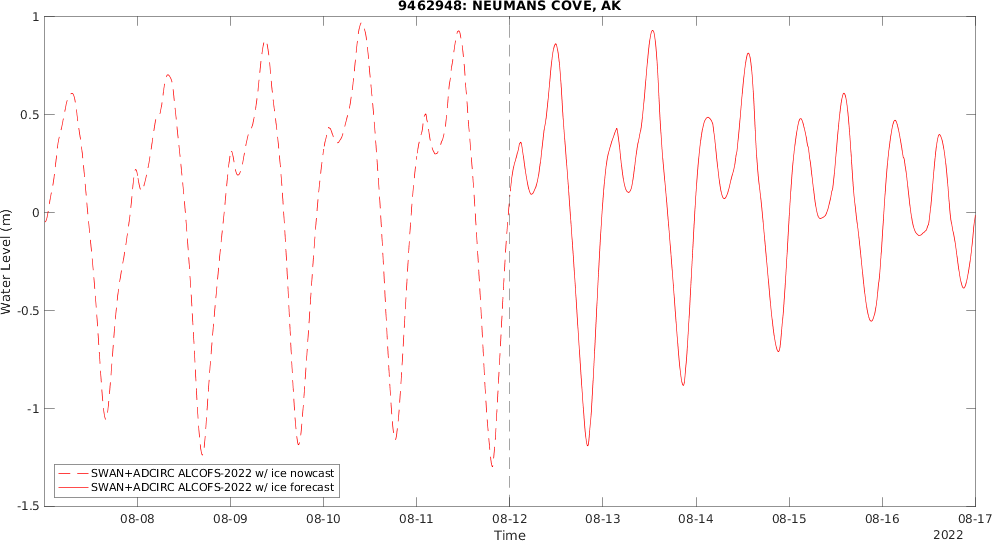 9462948: NEUMANS COVE, AK
Water Level (m)
1
0.5
0
-0.5
-1
-1.5
SWAN+ADCIRC ALCOFS-2022 w/ ice nowcast
SWAN+ADCIRC ALCOFS-2022 w/ ice forecast
08-08 08-09 08-10 08-11 08-12 08-13 08-14 08-15 08-16 08-17
Time
2022